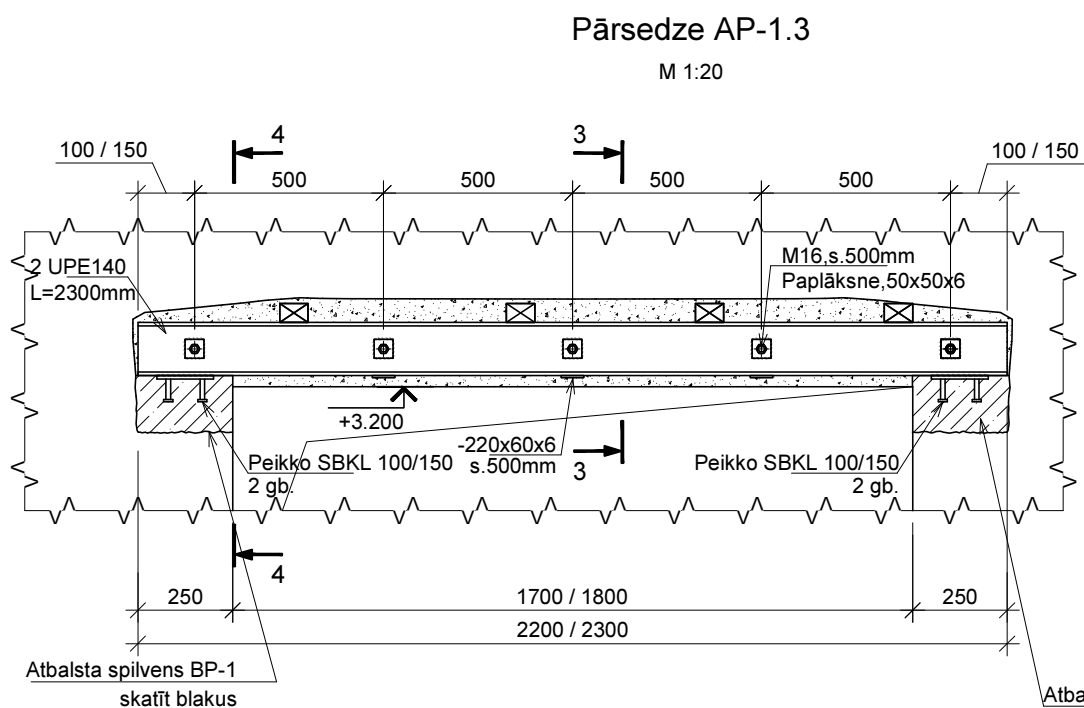 Pārsedze AP-1.3
M 1:20
4
3
100 / 150
100 / 150
500
500
500
500
2 UPE140
L=2300mm
M16,s.500mm
Paplāksne,50x50x6
+3.200
-220x60x6
s.500mm
3
Peikko SBKL 100/150
2 gb.
Peikko SBKL 100/150
2 gb.
4
250
1700 / 1800
250
2200 / 2300
Atbalsta spilvens BP-1
skatīt blakus
Atba